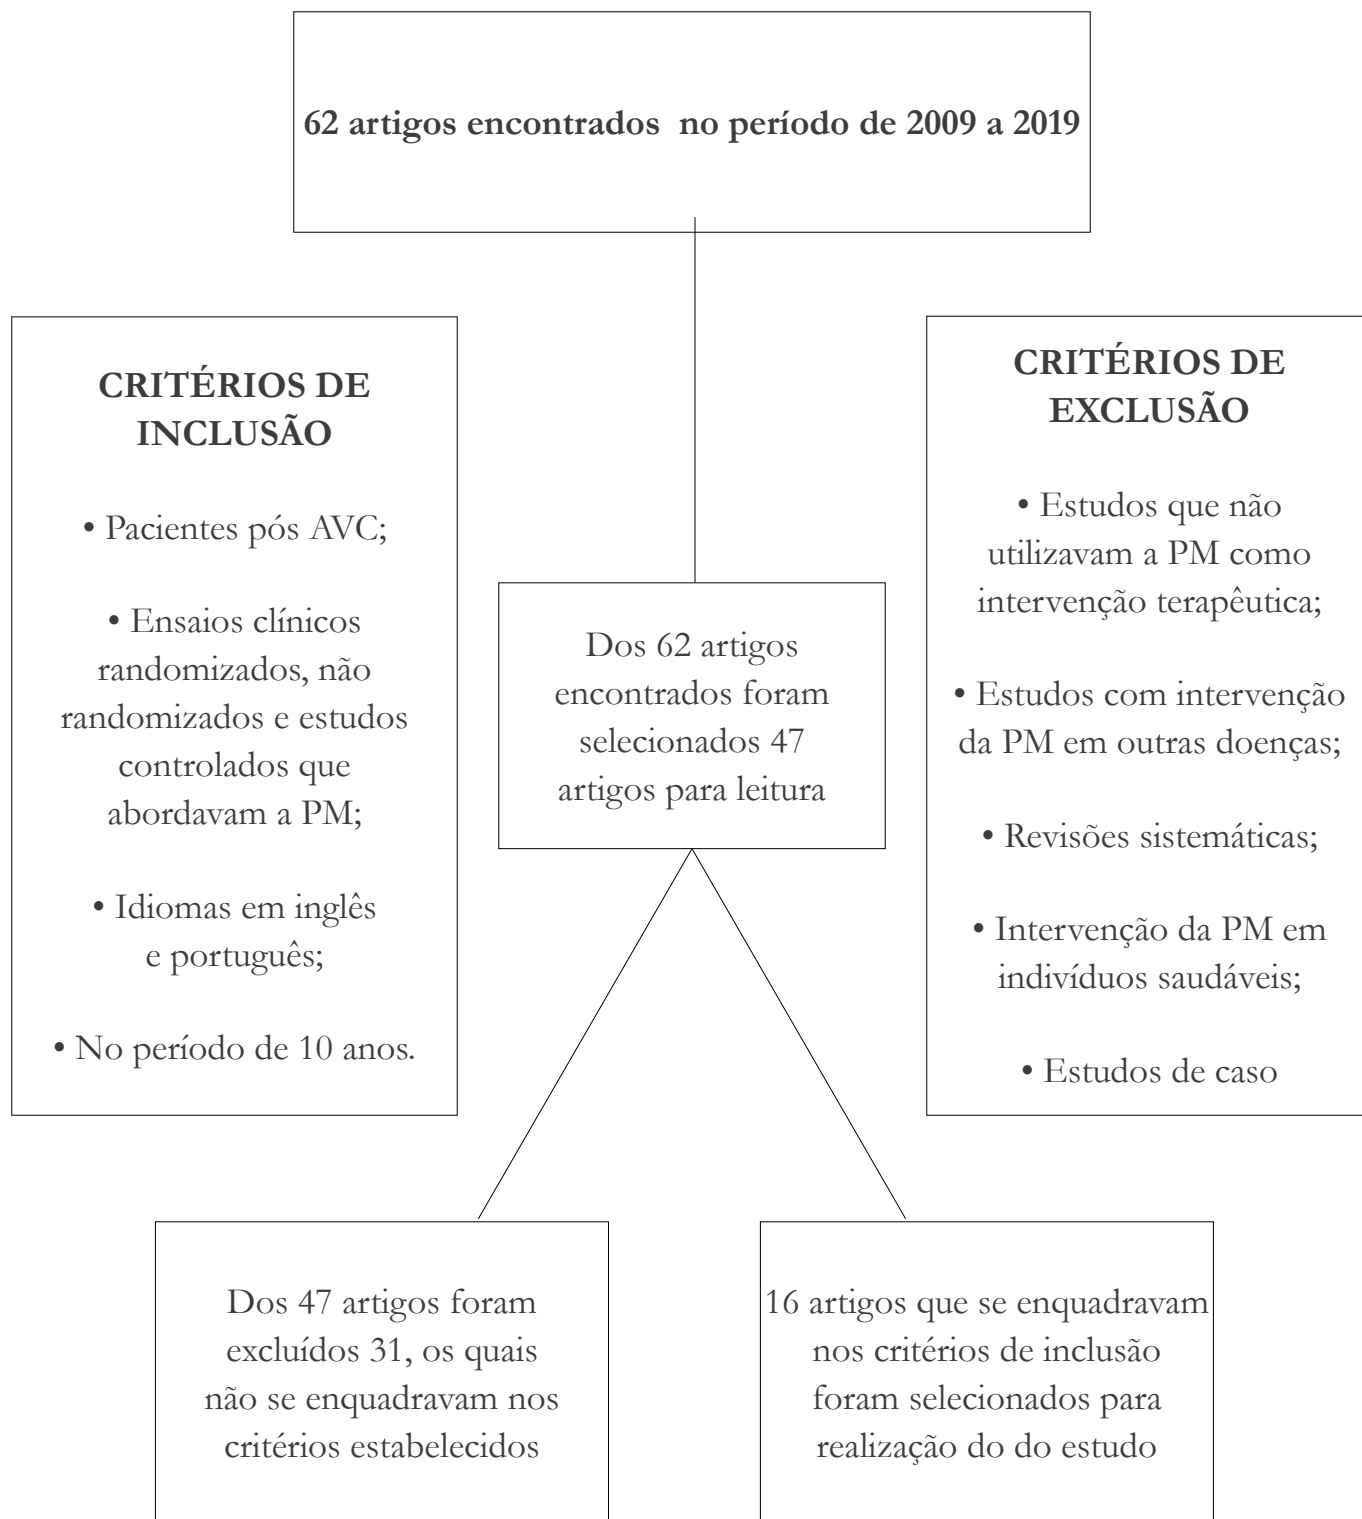 62 artigos encontrados  no período de 2009 a 2019
CRITÉRIOS DE
INCLUSÃO
• Pacientes pós AVC;
• Ensaios clínicos
randomizados, não
randomizados e estudos
controlados que
abordavam a PM;
• Idiomas em inglês
e português;
• No período de 10 anos.
Dos 62 artigos
encontrados foram
selecionados 47
artigos para leitura
CRITÉRIOS DE
EXCLUSÃO
• Estudos que não
utilizavam a PM como
intervenção terapêutica;
• Estudos com intervenção
da PM em outras doenças;
• Revisões sistemáticas;
• Intervenção da PM em
indivíduos saudáveis;
• Estudos de caso
Dos 47 artigos foram
excluídos 31, os quais
não se enquadravam nos
critérios estabelecidos
16 artigos que se enquadravam
nos critérios de inclusão
foram selecionados para
realização do do estudo